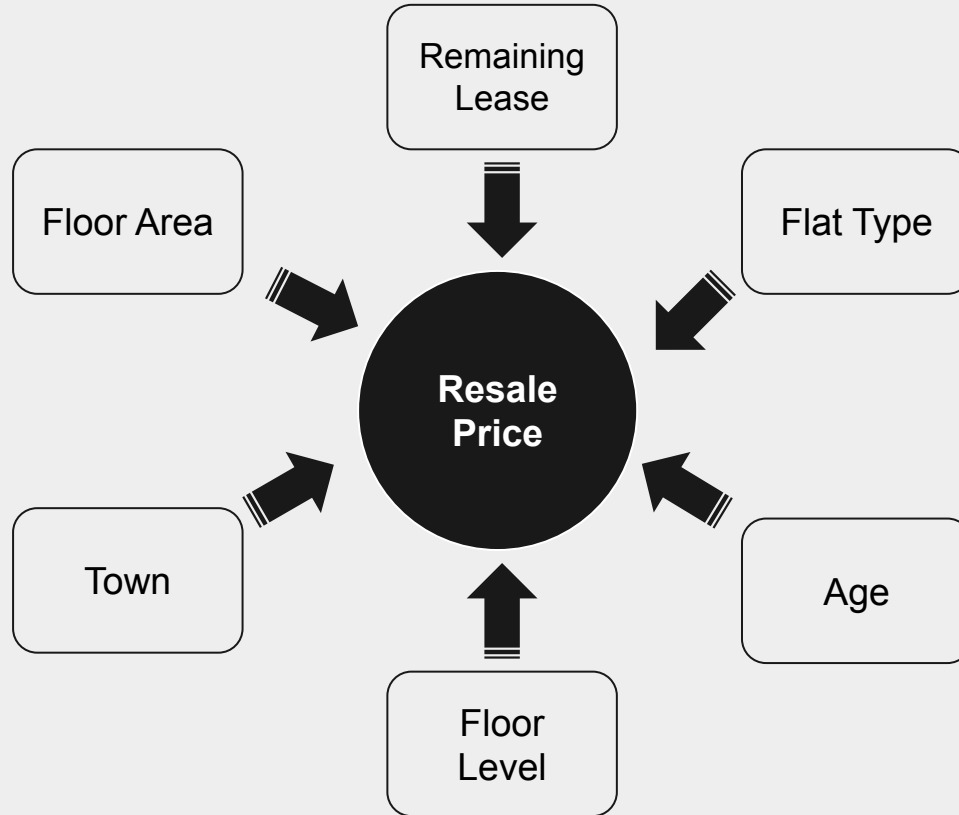 Remaining
Lease
Floor Area
Flat Type
Resale
Price
Town
Age
Floor
Level